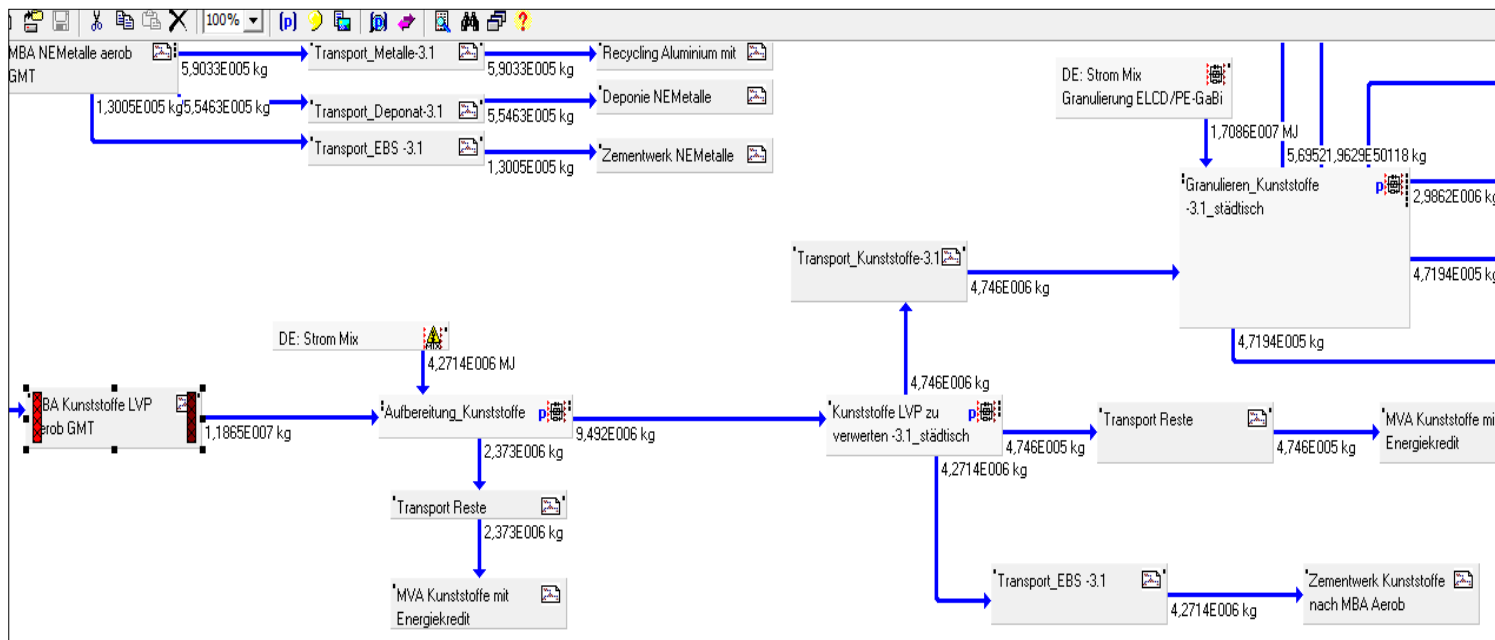 100%
MBA NEMetalle aerob
GMT
5,9033E005 kg
Transport_Metalle-3.1
5,9033E005 kg
Recycling Aluminium mit
1,3005E005 kg
5,5463E005 kg
Transport_Deponat-3.1
5,5463E005 kg
Deponie NEMetalle
Transport_EBS -3.1
1,3005E005 kg
Zementwerk NEMetalle
DE: Strom Mix
Granulierung ELCD/PE-GaBi
1,7086E007 MJ
5,69521,9629E50118 kg
Granulieren_Kunststoffe
-3.1_städtisch
p
2,9862E006 kg
4,7194E005 kg
4,7194E005 kg
Transport_Kunststoffe-3.1
4,746E006 kg
4,746E006 kg
DE: Strom Mix
MIX
4,2714E006 MJ
BA Kunststoffe LVP
erob GMT
1,1865E007 kg
Aufbereitung_Kunststoffe
p
9,492E006 kg
2,373E006 kg
Transport Reste
2,373E006 kg
MVA Kunststoffe mit
Energiekredit
Kunststoffe LVP zu
verwerten -3.1_städtisch
p
4,746E005 kg
4,2714E006 kg
Transport Reste
4,746E005 kg
MVA Kunststoffe mi
Energiekredit
Transport_EBS -3.1
4,2714E006 kg
Zementwerk Kunststoffe
nach MBA Aerob